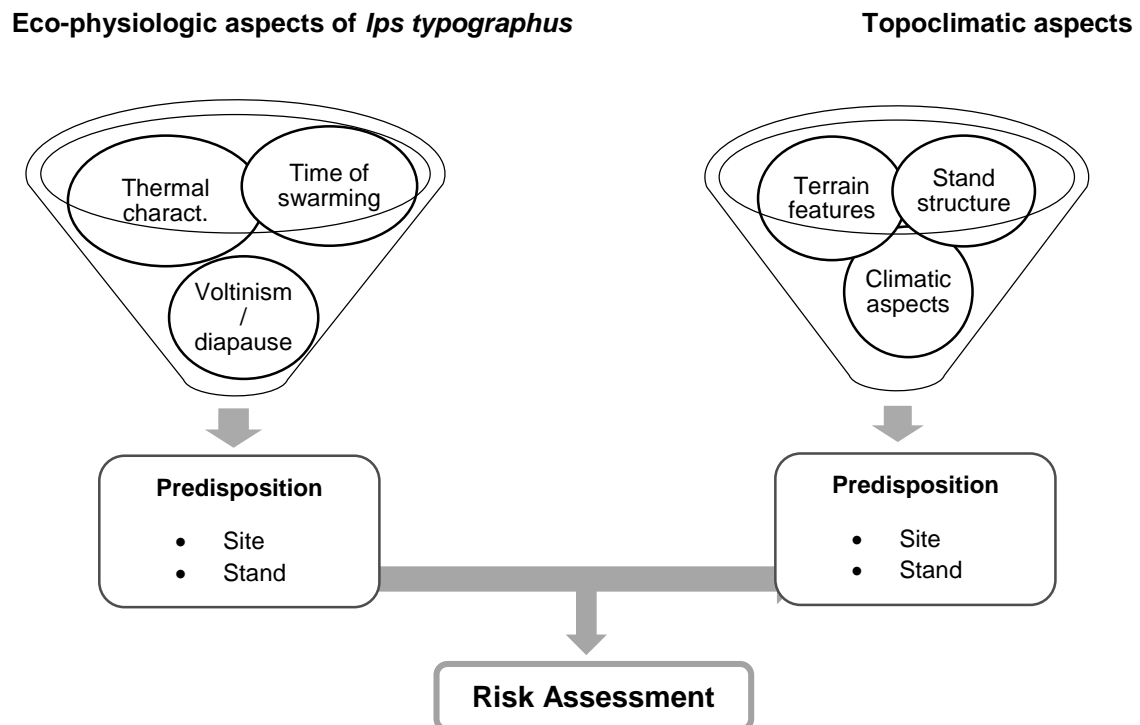 Eco-physiologic aspects of Ips typographus
Topoclimatic aspects
Thermal
charact.
Time of
swarming
Voltinism
/
diapause
Terrain
features
Stand
structure
Climatic
aspects
Predisposition
• Site
• Stand
Predisposition
• Site
• Stand
Risk Assessment